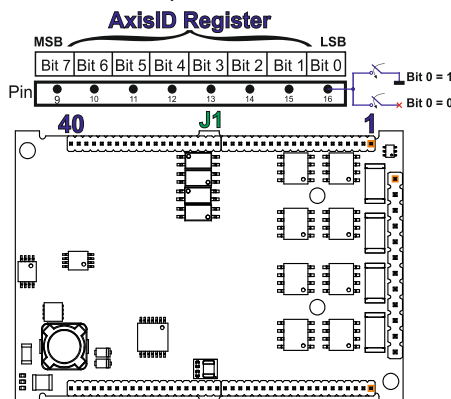 AxisID Register
MSB LSB
Bit 7 Bit 6 Bit 5 Bit 4 Bit 3 Bit 2 Bit 1 Bit 0
Bit 0 = 1
Pin
9 10 11 12 13 14 15 16
Bit 0 = 0
40 J1 1